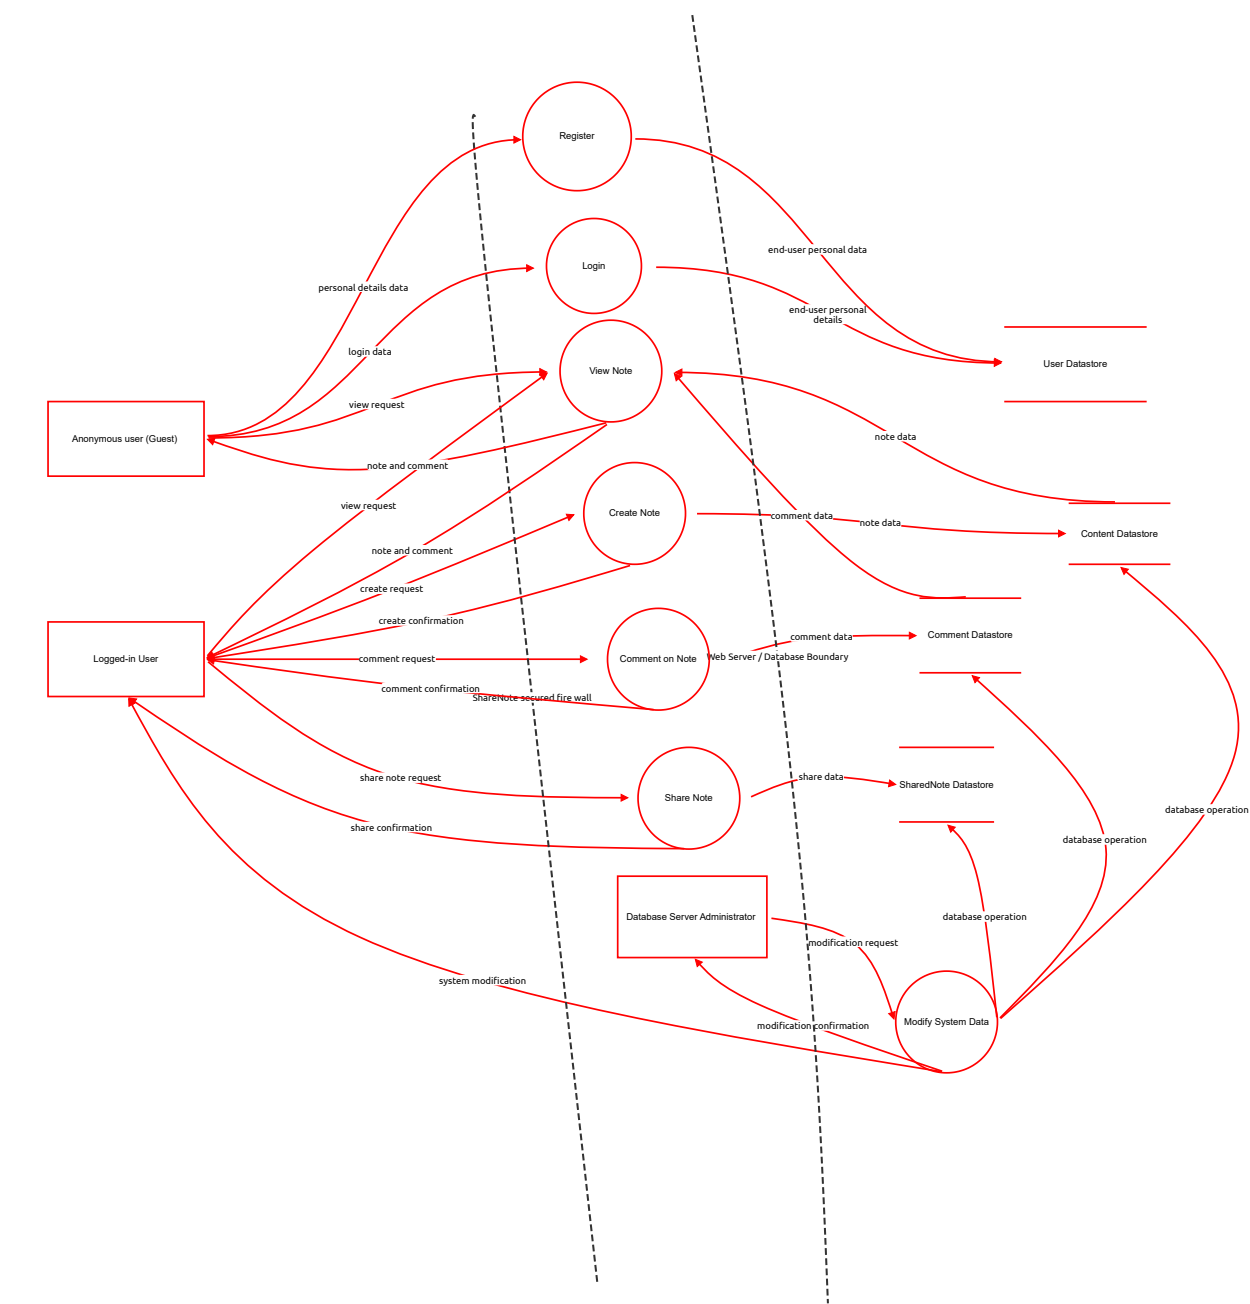 Register
Login
end-user personal data
personal details data
end-user personal
details
login data
User Datastore
View Note
view request
Anonymous user (Guest)
note data
note and comment
view request
Create Note
comment data
note data
Content Datastore
note and comment
create request
create confirmation
comment data
Comment Datastore
Logged-in User
comment request
Comment on Note
Web Server / Database Boundary
comment confirmation
ShareNote secured fire wall
share note request
share data
SharedNote Datastore
Share Note
share confirmation
database operation
database operation
Database Server Administrator
database operation
modification request
system modification
Modify System Data
modification confirmation